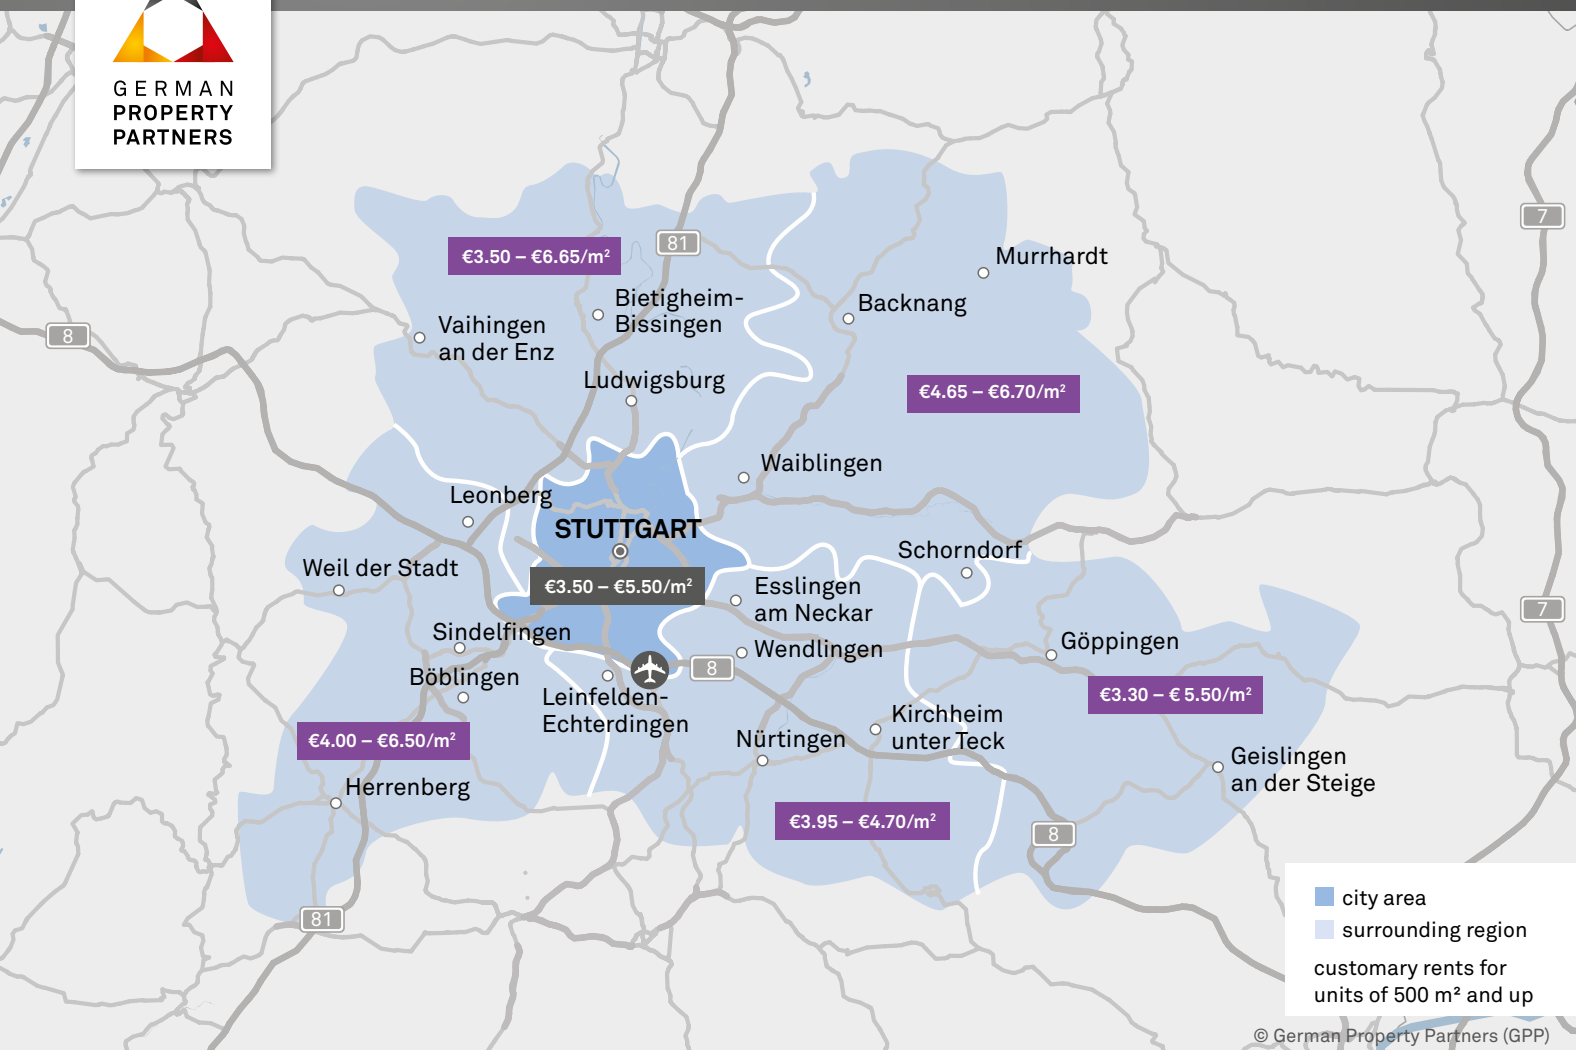 GERMAN
PROPERTY
PARTNERS
7
Murrhardt
81
€3.50 – €6.65/m²
Bietigheim-
Bissingen
Backnang
Vaihingen
an der Enz
8
Ludwigsburg
€4.65 – €6.70/m²
Waiblingen
Leonberg
STUTTGART
Schorndorf
Weil der Stadt
€3.50 – €5.50/m²
Esslingen
am Neckar
7
Sindelfingen
Göppingen
Wendlingen
8
Böblingen
Leinfelden-
Echterdingen
€3.30 – € 5.50/m²
Kirchheim
unter Teck
Nürtingen
€4.00 – €6.50/m²
Geislingen
an der Steige
Herrenberg
€3.95 – €4.70/m²
8
81
city area
surrounding region
customary rents for
units of 500 m² and up
© German Property Partners (GPP)